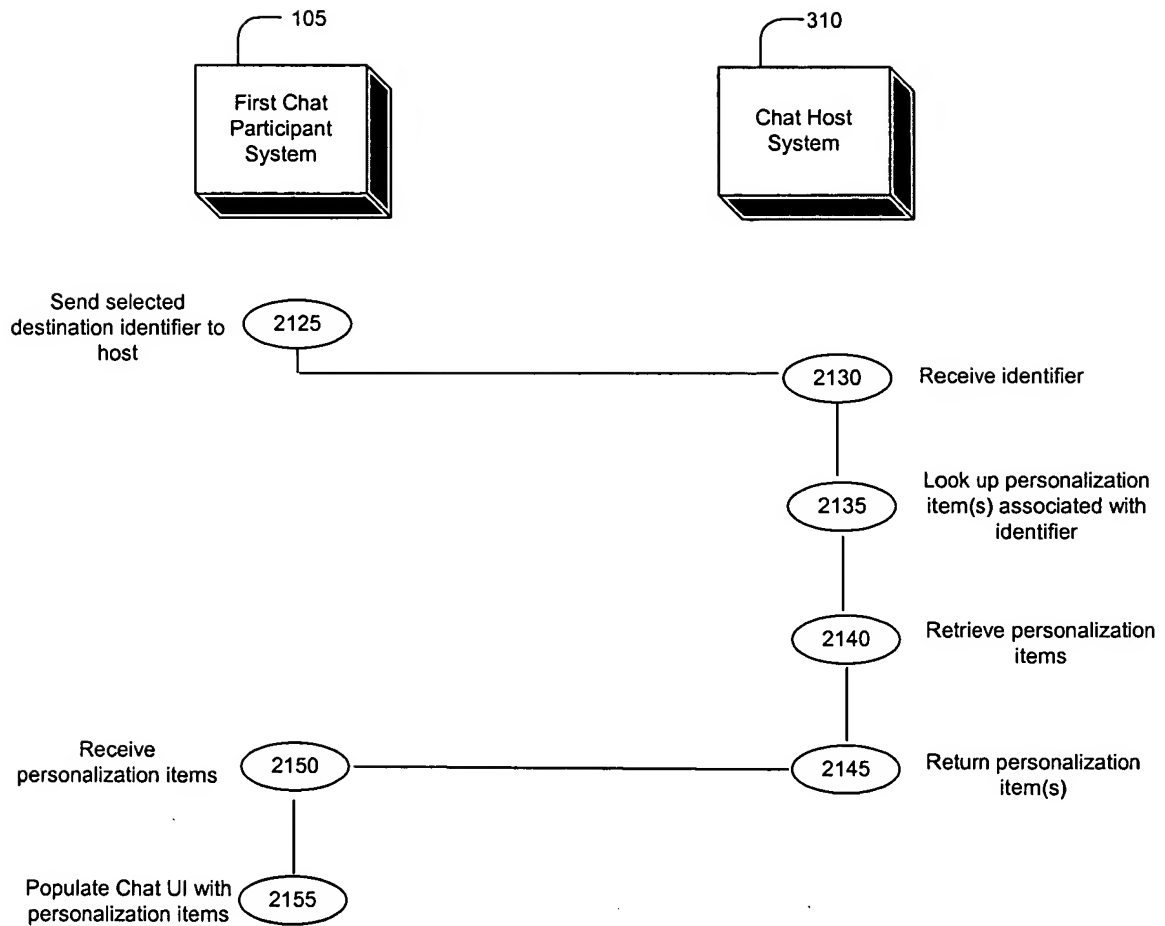 105
310
First Chat
Participant
System
Chat Host
System
Send selected
destination identifier to
host
2125
2130
Receive identifier
2135
Look up personalization
item(s) associated with
identifier
2140
Retrieve personalization
items
Receive
personalization items
2150
2145
Return personalization
item(s)
Populate Chat UI with
personalization items
2155